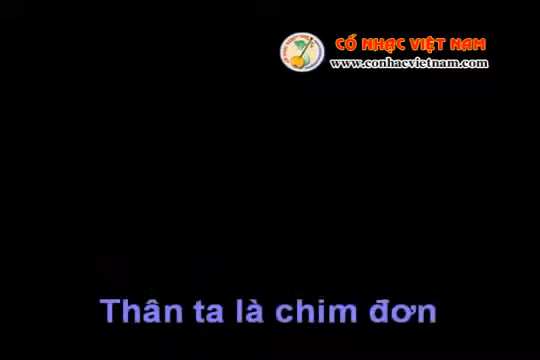 CỔ NHẠC VIỆT NAM
www.conhacvietnam.com
Thân ta là chim đơn